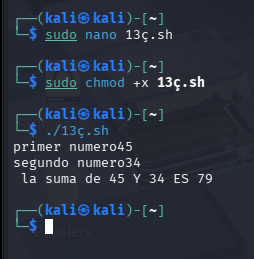 ┌──(kali㉿kali)-[~]
└─$ sudo nano 13ç.sh
┌──(kali㉿kali)-[~]
└─$ sudo chmod +x 13ç.sh
┌──(kali㉿kali)-[~]
└─$ ./13ç.sh
primer numero45
segundo numero34
 la suma de 45 Y 34 ES 79
┌──(kali㉿kali)-[~]
└─$